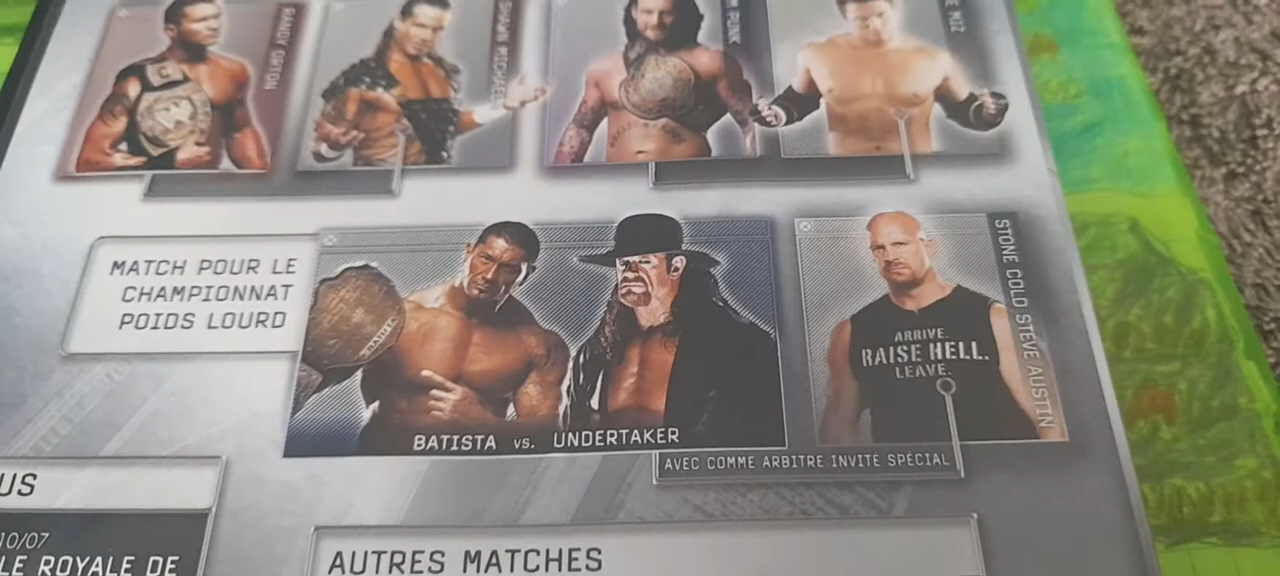 RANDY ORTON
SHAWN MICHAELS
PUNK
MIZ
MATCH POUR LE
CHAMPIONNAT
POIDS LOURD
BATISTA vs. UNDERTAKER
ARRIVE.
RAISE HELL.
LEAVE.
STONE COLD STEVE AUSTIN
AVEC COMME ARBITRE INVITÉ SPÉCIAL
US
10/07
LE ROYALE DE
AUTRES MATCHES